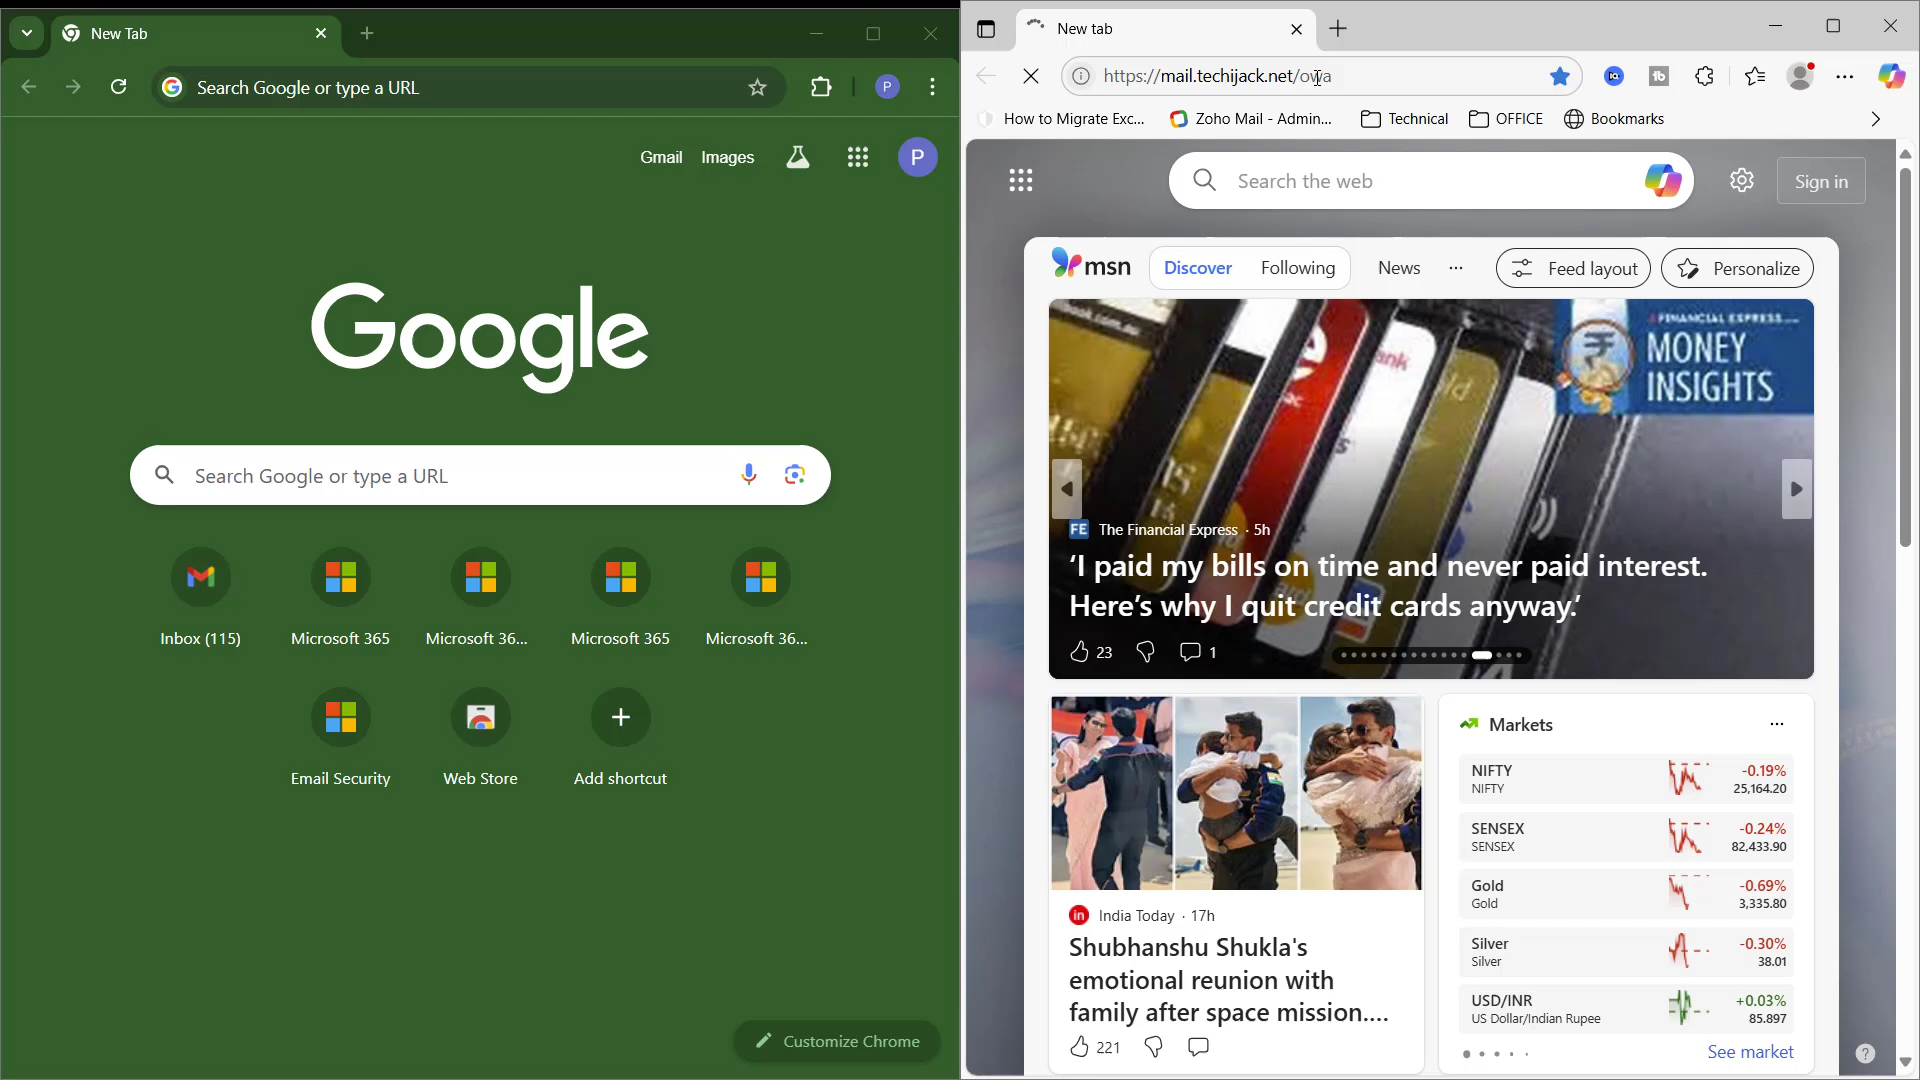 New Tab
Search Google or type a URL
P
Gmail
Images
P
Google
Search Google or type a URL
Inbox (115)
Microsoft 365
Microsoft 36...
Microsoft 365
Microsoft 36...
Email Security
Web Store
Add shortcut
Customize Chrome
New tab
https://mail.techijack.net/owa
How to Migrate Exc...
Zoho Mail - Admin...
Technical
OFFICE
Bookmarks
Search the web
Sign in
msn
Discover
Following
News
Feed layout
Personalize
FINANCIAL EXPRESS
MONEY
INSIGHTS
FE The Financial Express · 5h
‘I paid my bills on time and never paid interest.
Here’s why I quit credit cards anyway.’
23
1
in India Today · 17h
Shubhanshu Shukla's
emotional reunion with
family after space mission....
221
Markets
NIFTY -0.19%
NIFTY 25,164.20
SENSEX -0.24%
SENSEX 82,433.90
Gold -0.69%
Gold 3,335.80
Silver -0.30%
Silver 38.01
USD/INR +0.03%
US Dollar/Indian Rupee 85.897
See market